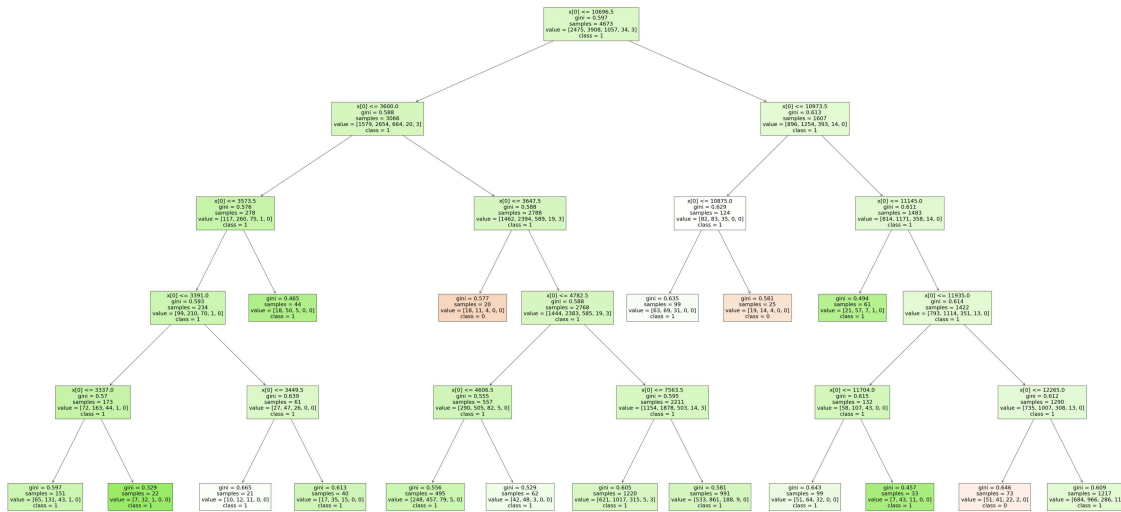 x[0] <= 10696.5
gini = 0.597
samples = 4673
value = [2475, 3908, 1057, 34, 3]
class = 1
x[0] <= 3600.0
gini = 0.588
samples = 3066
value = [1579, 2654, 664, 20, 3]
class = 1
x[0] <= 10973.5
gini = 0.613
samples = 1607
value = [896, 1254, 393, 14, 0]
class = 1
x[0] <= 3573.5
gini = 0.576
samples = 278
value = [117, 260, 75, 1, 0]
class = 1
x[0] <= 3647.5
gini = 0.588
samples = 2788
value = [1462, 2394, 589, 19, 3]
class = 1
x[0] <= 10875.0
gini = 0.629
samples = 124
value = [82, 83, 35, 0, 0]
class = 1
x[0] <= 11145.0
gini = 0.611
samples = 1483
value = [814, 1171, 358, 14, 0]
class = 1
x[0] <= 3391.0
gini = 0.593
samples = 234
value = [99, 210, 70, 1, 0]
class = 1
gini = 0.465
samples = 44
value = [18, 50, 5, 0, 0]
class = 1
gini = 0.577
samples = 20
value = [18, 11, 4, 0, 0]
class = 0
x[0] <= 4782.5
gini = 0.588
samples = 2768
value = [1444, 2383, 585, 19, 3]
class = 1
gini = 0.635
samples = 99
value = [63, 69, 31, 0, 0]
class = 1
gini = 0.581
samples = 25
value = [19, 14, 4, 0, 0]
class = 0
gini = 0.494
samples = 61
value = [21, 57, 7, 1, 0]
class = 1
x[0] <= 11935.0
gini = 0.614
samples = 1422
value = [793, 1114, 351, 13, 0]
class = 1
x[0] <= 3337.0
gini = 0.57
samples = 173
value = [72, 163, 44, 1, 0]
class = 1
x[0] <= 3449.5
gini = 0.639
samples = 61
value = [27, 47, 26, 0, 0]
class = 1
x[0] <= 4606.5
gini = 0.555
samples = 557
value = [290, 505, 82, 5, 0]
class = 1
x[0] <= 7563.5
gini = 0.595
samples = 2211
value = [1154, 1878, 503, 14, 3]
class = 1
x[0] <= 11704.0
gini = 0.615
samples = 132
value = [58, 107, 43, 0, 0]
class = 1
x[0] <= 12265.0
gini = 0.612
samples = 1290
value = [735, 1007, 308, 13, 0]
class = 1
gini = 0.597
samples = 151
value = [65, 131, 43, 1, 0]
class = 1
gini = 0.329
samples = 22
value = [7, 32, 1, 0, 0]
class = 1
gini = 0.665
samples = 21
value = [10, 12, 11, 0, 0]
class = 1
gini = 0.613
samples = 40
value = [17, 35, 15, 0, 0]
class = 1
gini = 0.556
samples = 495
value = [248, 457, 79, 5, 0]
class = 1
gini = 0.529
samples = 62
value = [42, 48, 3, 0, 0]
class = 1
gini = 0.605
samples = 1220
value = [621, 1017, 315, 5, 3]
class = 1
gini = 0.581
samples = 991
value = [533, 861, 188, 9, 0]
class = 1
gini = 0.643
samples = 99
value = [51, 64, 32, 0, 0]
class = 1
gini = 0.457
samples = 33
value = [7, 43, 11, 0, 0]
class = 1
gini = 0.646
samples = 73
value = [51, 41, 22, 2, 0]
class = 0
gini = 0.609
samples = 1217
value = [684, 966, 286, 11
class = 1